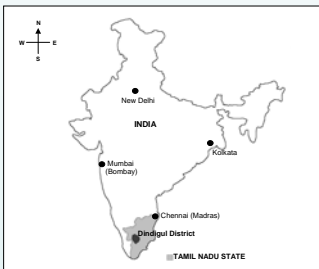 N
W E
S
New Delhi
INDIA
Kolkata
Mumbai
(Bombay)
Chennai (Madras)
Dindigul District
TAMIL NADU STATE